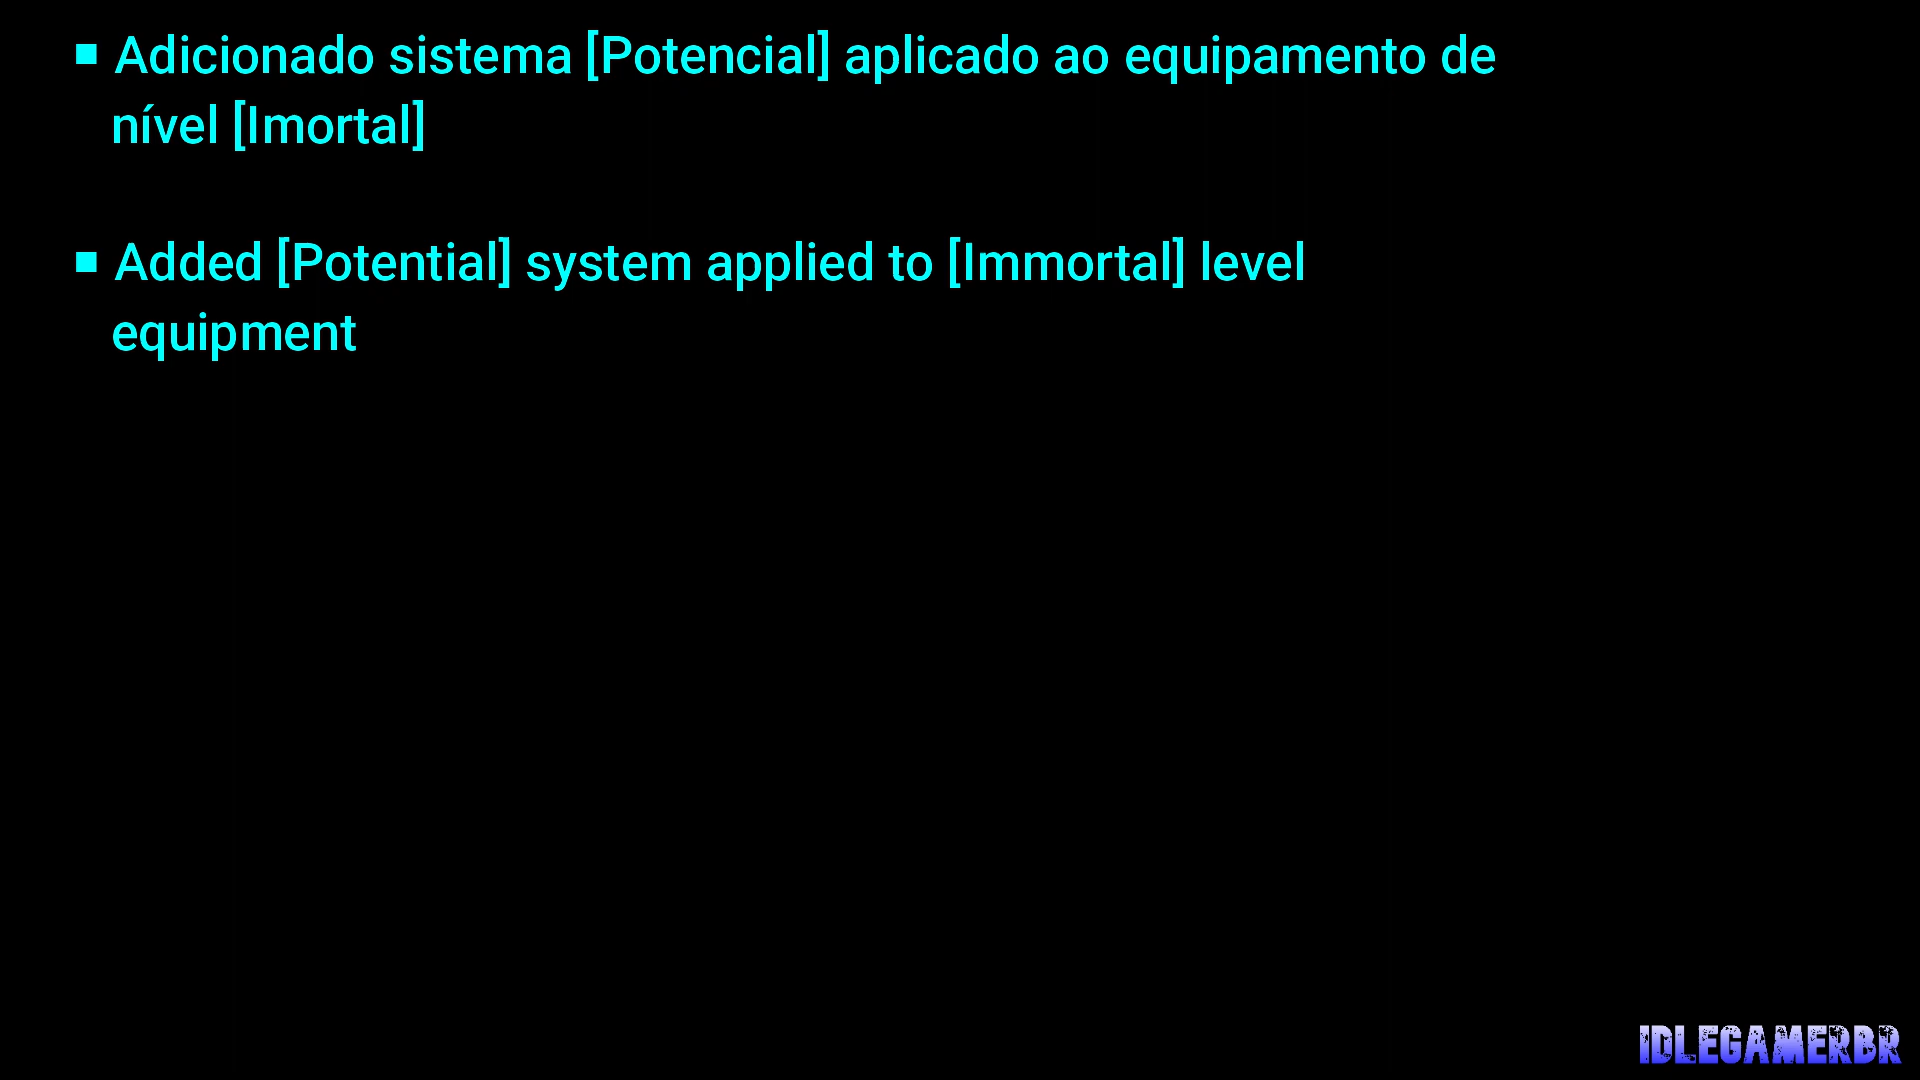 ▪ Adicionado sistema [Potencial] aplicado ao equipamento de
nível [Imortal]
▪ Added [Potential] system applied to [Immortal] level
equipment
IDLEGAMERBR